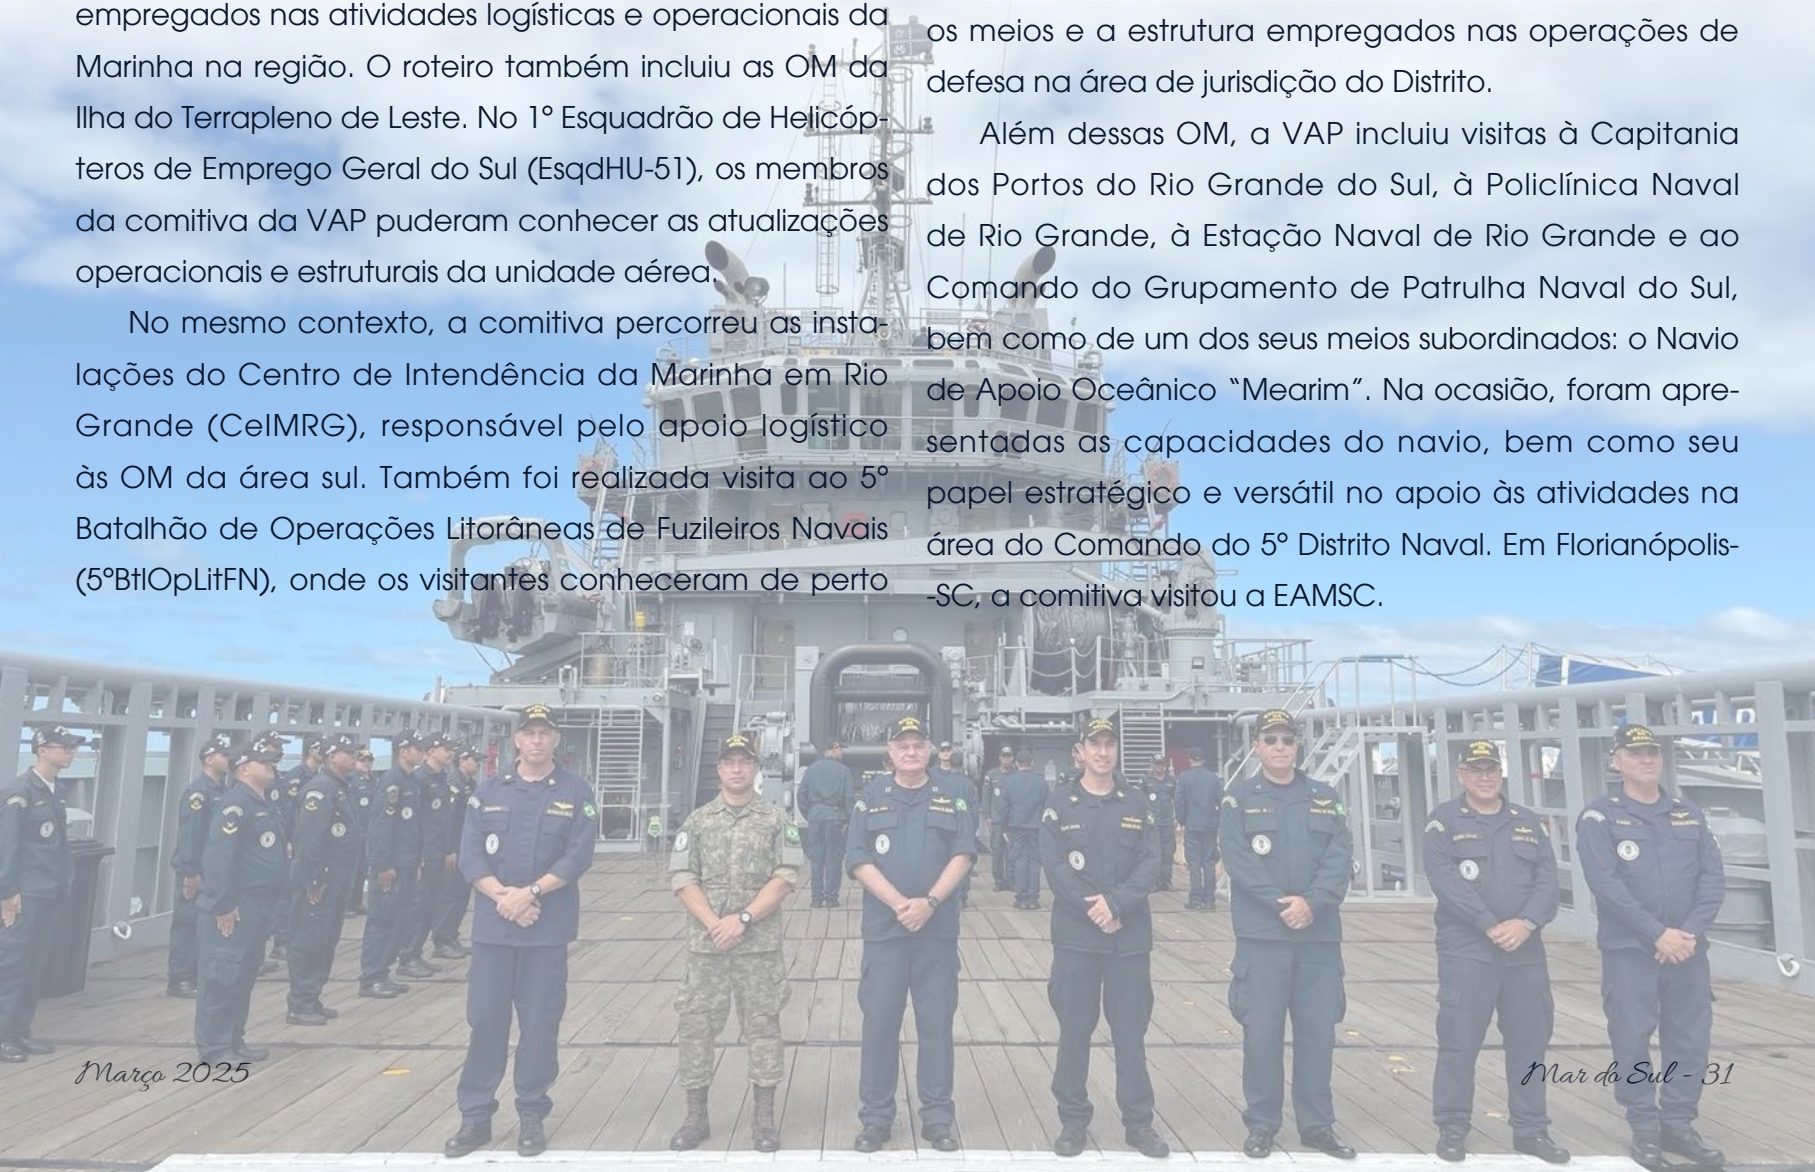 empregados nas atividades logísticas e operacionais da
Marinha na região. O roteiro também incluiu as OM da
Ilha do Terrapleno de Leste. No 1º Esquadrão de Helicóp-
teros de Emprego Geral do Sul (EsqdHU-51), os membros
da comitiva da VAP puderam conhecer as atualizações
operacionais e estruturais da unidade aérea.
No mesmo contexto, a comitiva percorreu as insta-
lações do Centro de Intendência da Marinha em Rio
Grande (CeIMRG), responsável pelo apoio logístico
às OM da área sul. Também foi realizada visita ao 5º
Batalhão de Operações Litorâneas de Fuzileiros Navais
(5ºBtlOpLitFN), onde os visitantes conheceram de perto
os meios e a estrutura empregados nas operações de
defesa na área de jurisdição do Distrito.
Além dessas OM, a VAP incluiu visitas à Capitania
dos Portos do Rio Grande do Sul, à Policlínica Naval
de Rio Grande, à Estação Naval de Rio Grande e ao
Comando do Grupamento de Patrulha Naval do Sul,
bem como de um dos seus meios subordinados: o Navio
de Apoio Oceânico “Mearim”. Na ocasião, foram apre-
sentadas as capacidades do navio, bem como seu
papel estratégico e versátil no apoio às atividades na
área do Comando do 5º Distrito Naval. Em Florianópolis-
-SC, a comitiva visitou a EAMSC.
Março 2025
Mar do Sul - 31